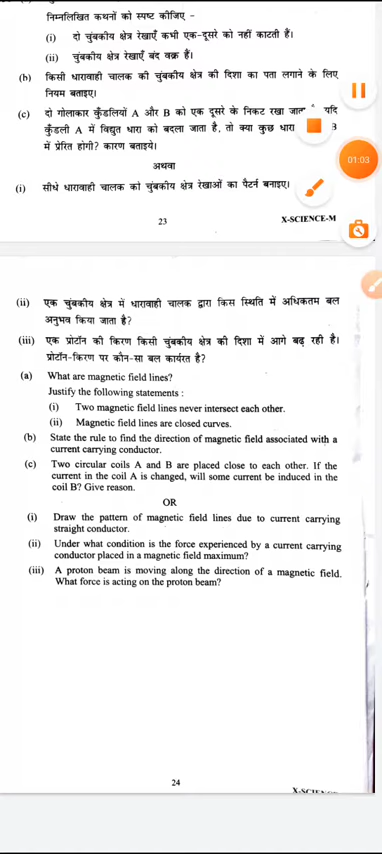 निम्नलिखित कथनों को स्पष्ट कीजिए -
(i) दो चुंबकीय क्षेत्र रेखाएँ कभी एक-दूसरे को नहीं काटती हैं।
(ii) चुंबकीय क्षेत्र रेखाएँ बंद वक्र हैं।
(b) किसी धारावाही चालक की चुंबकीय क्षेत्र की दिशा का पता लगाने के लिए
नियम बताइए।
(c) दो गोलाकार कुँडलियों A और B को एक दूसरे के निकट रखा यदि
कुँडली A में विद्युत धारा को बदला जाता है, तो क्या कुछ धारा B
में प्रेरित होगी? कारण बताइये।
01:03
अथवा
(i) सीधे धारावाही चालक को चुंबकीय क्षेत्र रेखाओं का पैटर्न बनाइए।
23 X-SCIENCE-M
(ii) एक चुंबकीय क्षेत्र में धारावाही चालक द्वारा किस स्थिति में अधिकतम बल
अनुभव किया जाता है?
(iii) एक प्रोटॉन की किरण किसी चुंबकीय क्षेत्र की दिशा में आगे बढ़ रही है।
प्रोटॉन-किरण पर कौन-सा बल कार्यरत है?
(a) What are magnetic field lines?
Justify the following statements :
(i) Two magnetic field lines never intersect each other.
(ii) Magnetic field lines are closed curves.
(b) State the rule to find the direction of magnetic field associated with a
current carrying conductor.
(c) Two circular coils A and B are placed close to each other. If the
current in the coil A is changed, will some current be induced in the
coil B? Give reason.
OR
(i) Draw the pattern of magnetic field lines due to current carrying
straight conductor.
(ii) Under what condition is the force experienced by a current carrying
conductor placed in a magnetic field maximum?
(iii) A proton beam is moving along the direction of a magnetic field.
What force is acting on the proton beam?
24